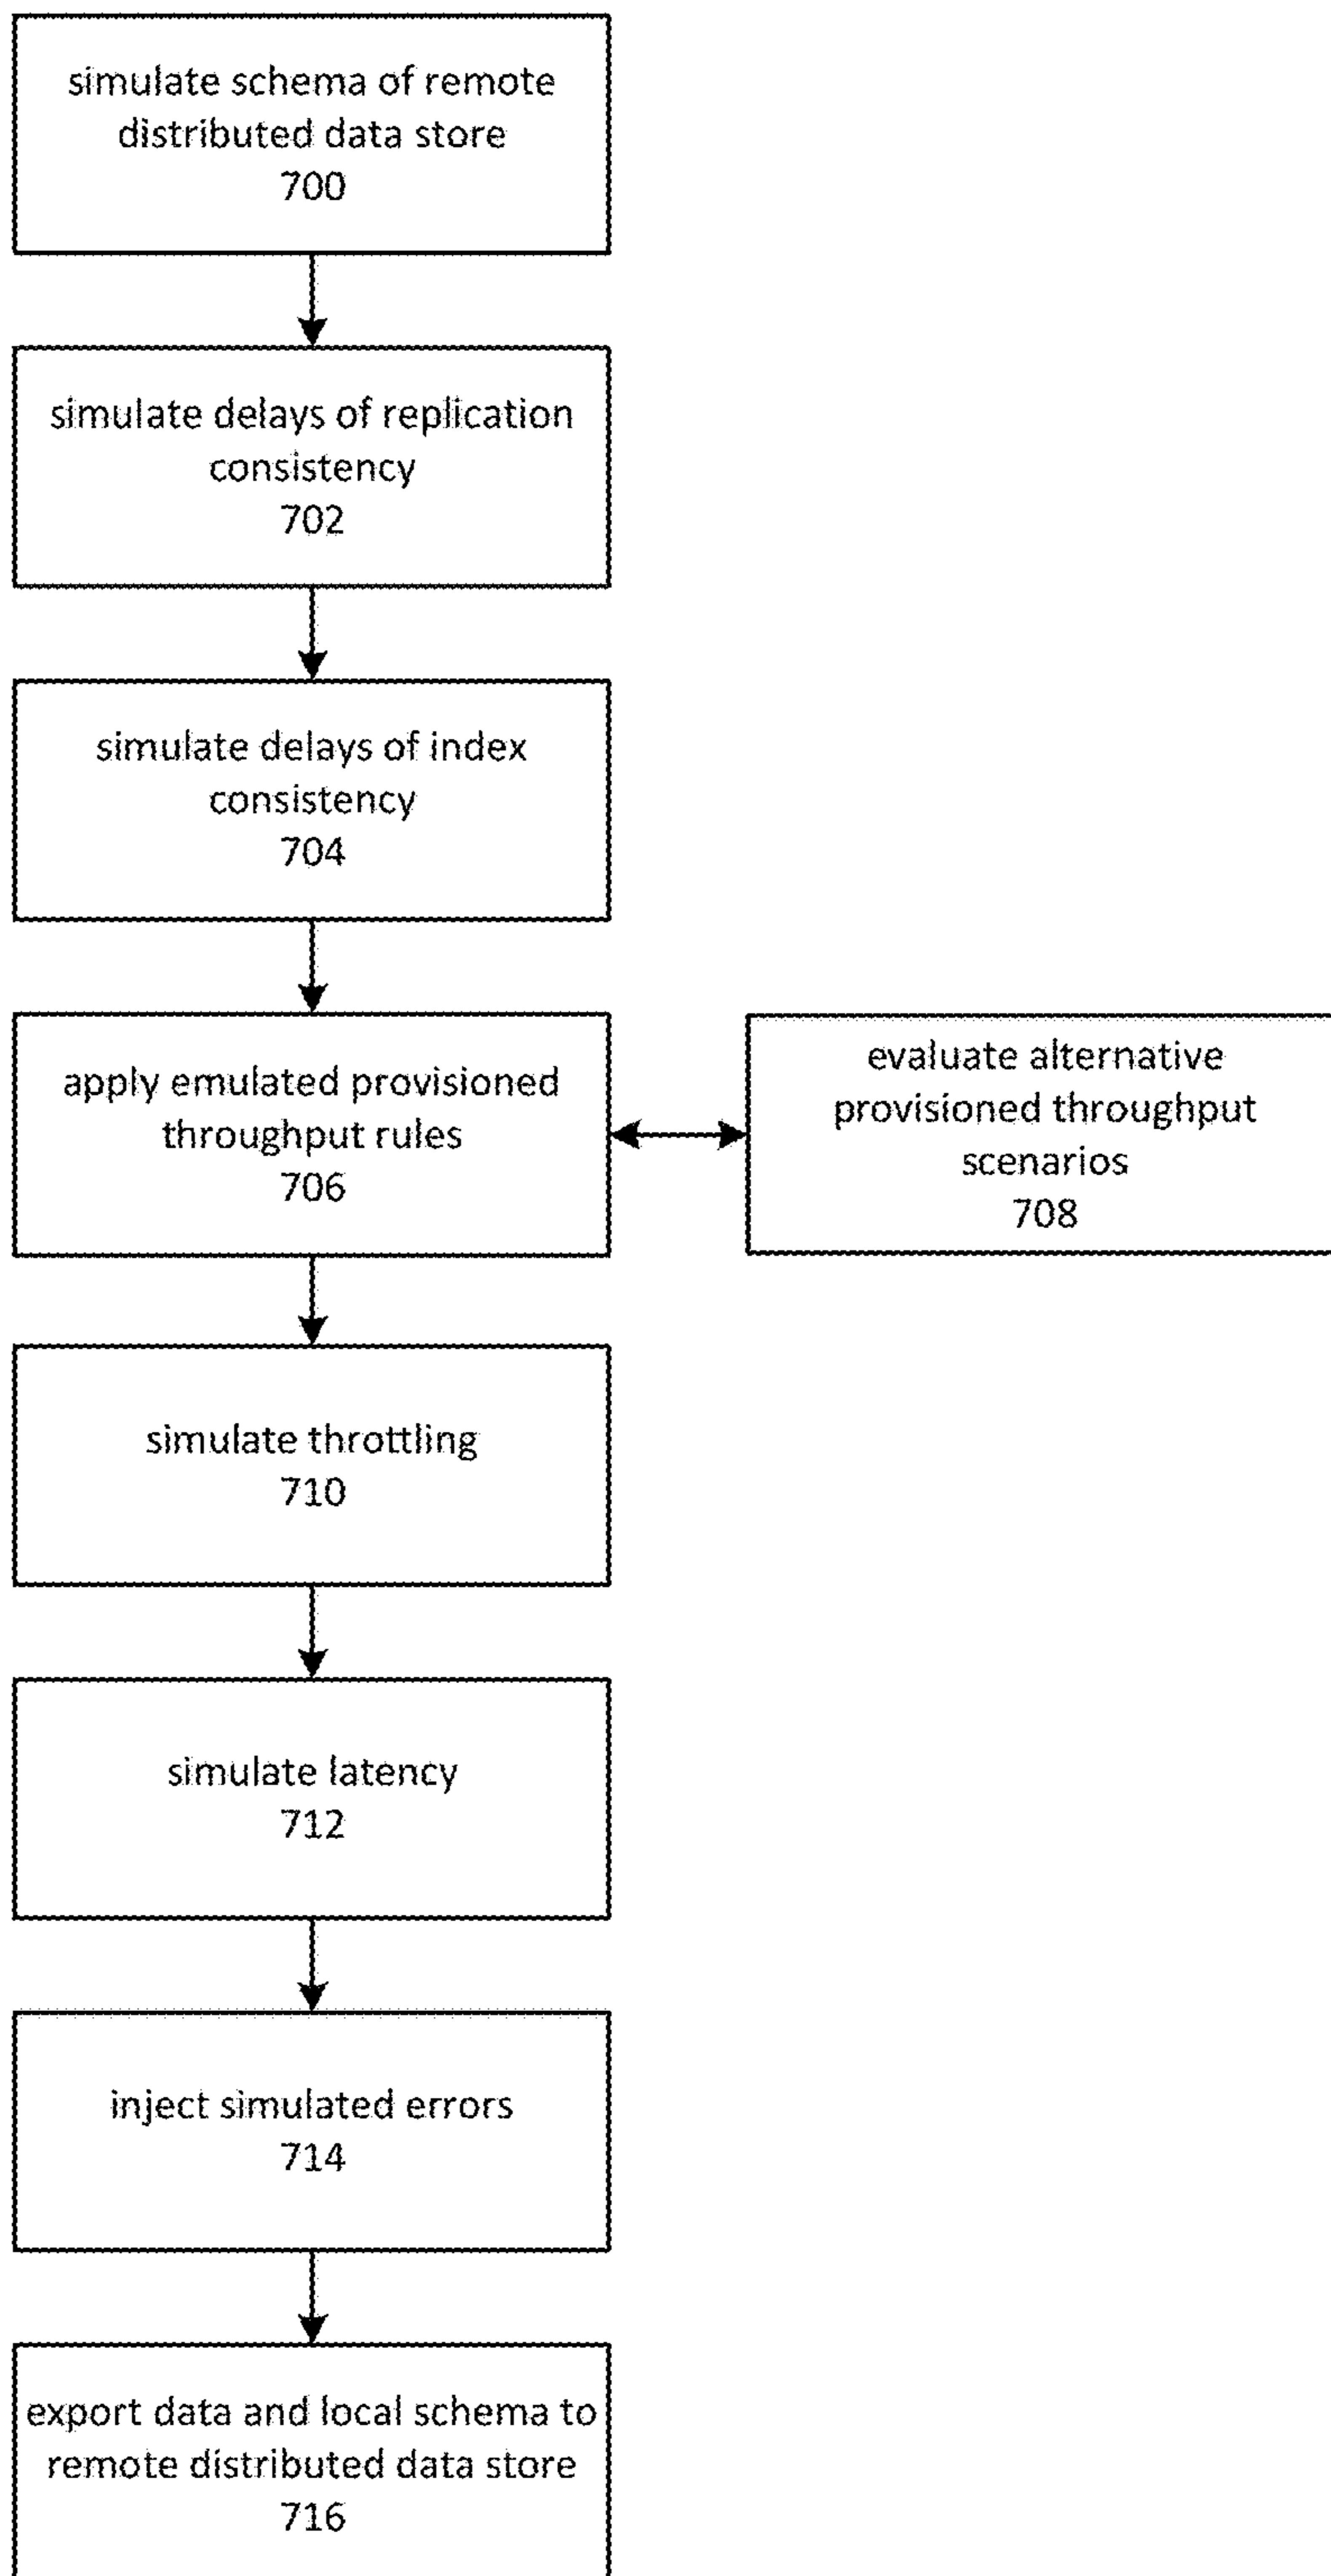 simulate schema of remote
distributed data store
700
simulate delays of replication
consistency
702
simulate delays of index
consistency
704
apply emulated provisioned
throughput rules
706
evaluate alternative
provisioned throughput
scenarios
708
simulate throttling
710
simulate latency
712
inject simulated errors
714
export data and local schema to
remote distributed data store
716